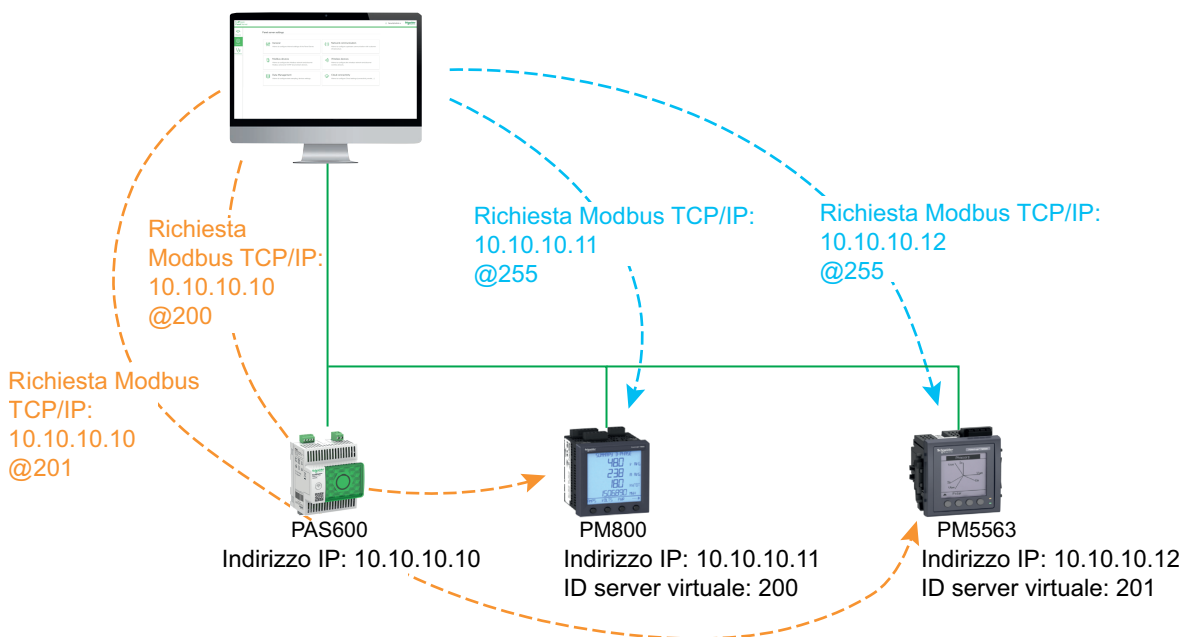 Richiesta
Modbus TCP/IP:
10.10.10.10
@200
Richiesta Modbus TCP/IP:
10.10.10.11
@255
Richiesta Modbus TCP/IP:
10.10.10.12
@255
Richiesta Modbus
TCP/IP:
10.10.10.10
@201
PAS600
Indirizzo IP: 10.10.10.10
PM800
Indirizzo IP: 10.10.10.11
ID server virtuale: 200
PM5563
Indirizzo IP: 10.10.10.12
ID server virtuale: 201